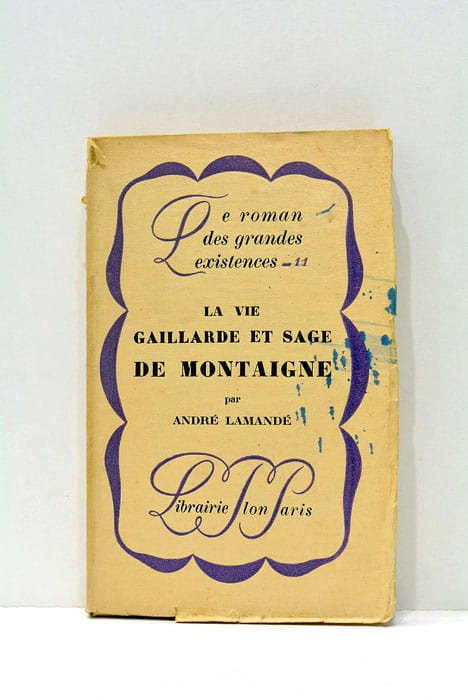 Le roman
des grandes
existences - 11
LA VIE
GAILLARDE ET SAGE
DE MONTAIGNE
par
ANDRÉ LAMANDÉ
Librairie Plon Paris